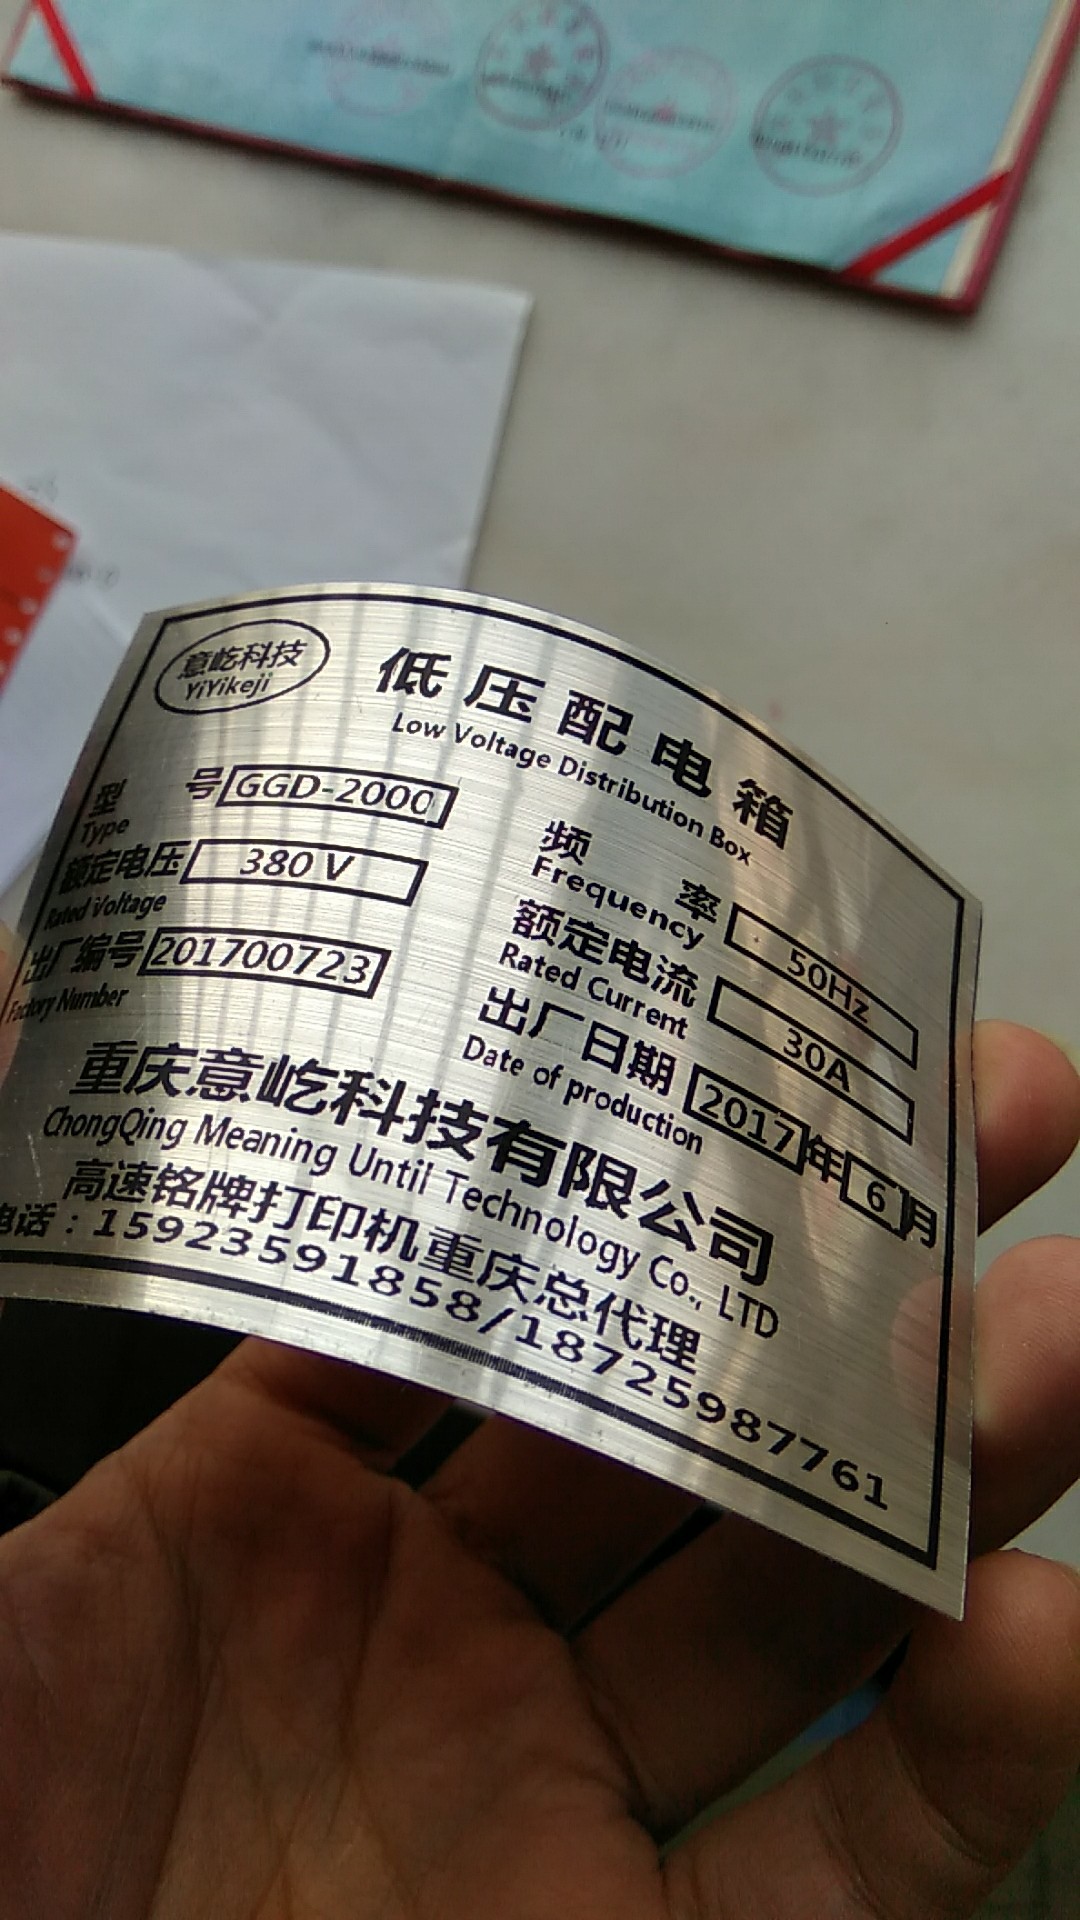 意屹科技
YiYikeji
低压配电箱
Low Voltage Distribution Box
型号 GGD-2000
Type
频率 50Hz
Frequency
额定电压 380 V
Rated Voltage
额定电流 30A
Rated Current
出厂编号 201700723
Factory Number
出厂日期 2017年6月
Date of production
重庆意屹科技有限公司
ChongQing Meaning Until Technology Co., LTD
高速铭牌打印机重庆总代理
电话：15923591858/18725987761